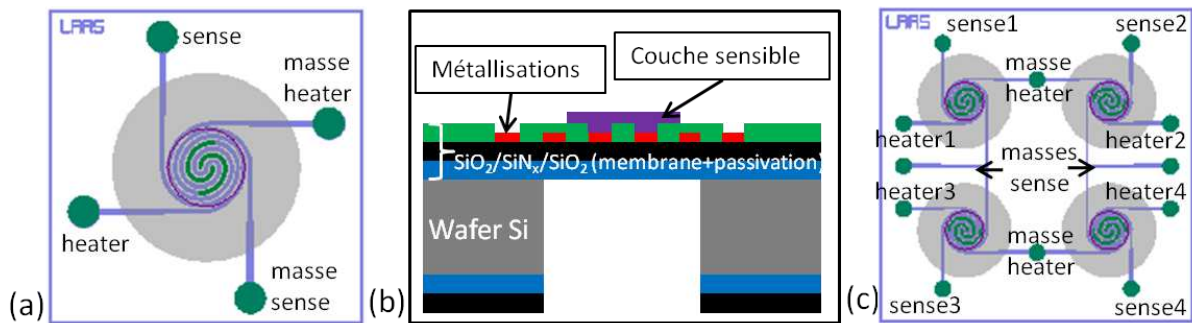 LAAS
sense
masse
heater
heater
masse
sense
(a)
Métallisations
Couche sensible
SiO2/SiNx/SiO2 (membrane+passivation)
Wafer Si
(b)
LAAS
sense1
sense2
masse
heater
heater1
heater2
masses
sense
heater3
heater4
masse
heater
sense3
sense4
(c)